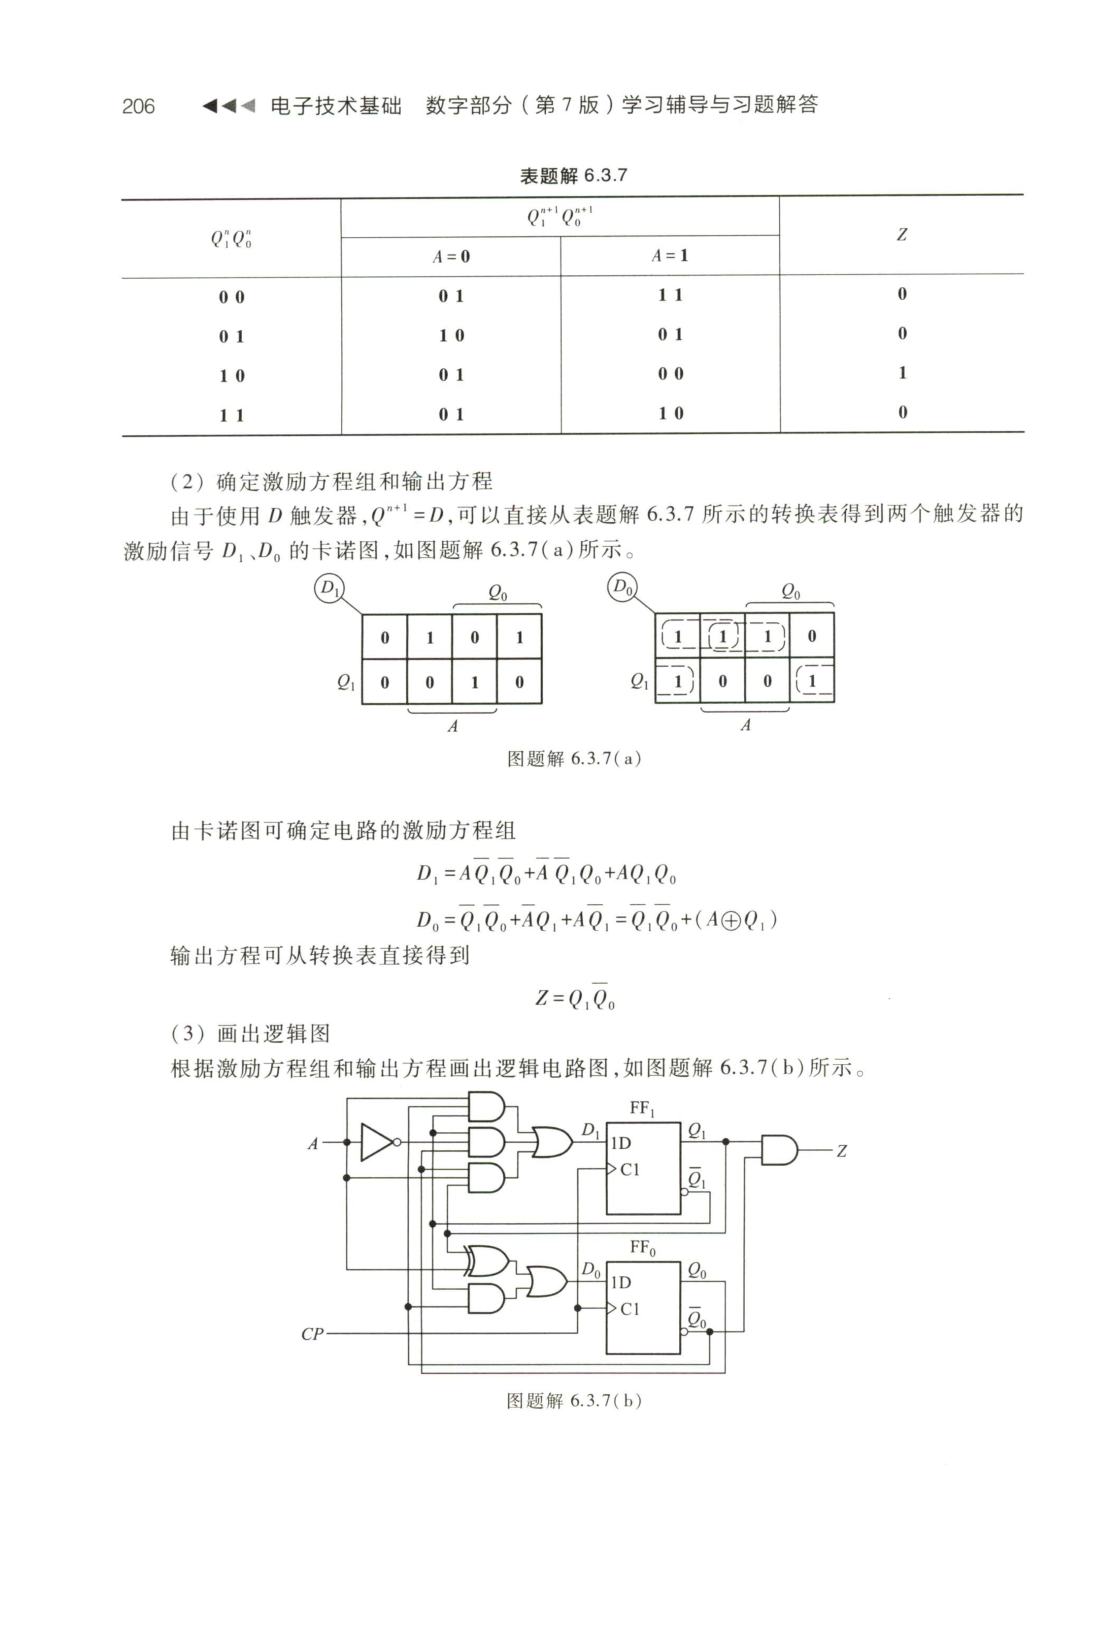 206 ◀◀◀ 电子技术基础 数字部分(第7版)学习辅导与习题解答
表题解 6.3.7
Q₁ⁿQ₀ⁿ Q₁ⁿ⁺¹Q₀ⁿ⁺¹ Z
A=0 A=1
0 0 0 1 1 1 0
0 1 1 0 0 1 0
1 0 0 1 0 0 1
1 1 0 1 1 0 0
(2) 确定激励方程组和输出方程
由于使用 D 触发器,Qⁿ⁺¹=D,可以直接从表题解 6.3.7 所示的转换表得到两个触发器的
激励信号 D₁、D₀ 的卡诺图,如图题解 6.3.7(a)所示。
D₁ Q₀ D₀ Q₀
0 1 0 1 1 1 1 0
Q₁ 0 0 1 0 Q₁ 1 0 0 1
A A
图题解 6.3.7(a)
由卡诺图可确定电路的激励方程组
D₁=AQ̅₁Q̅₀+A̅Q̅₁Q₀+AQ₁Q₀
D₀=Q̅₁Q̅₀+A̅Q₁+AQ̅₁=Q̅₁Q̅₀+(A⊕Q₁)
输出方程可从转换表直接得到
Z=Q₁Q̅₀
(3) 画出逻辑图
根据激励方程组和输出方程画出逻辑电路图,如图题解 6.3.7(b)所示。
FF₁
A D₁ 1D Q₁ Z
C1 Q̅₁
FF₀
D₀ 1D Q₀
C1 Q̅₀
CP
图题解 6.3.7(b)